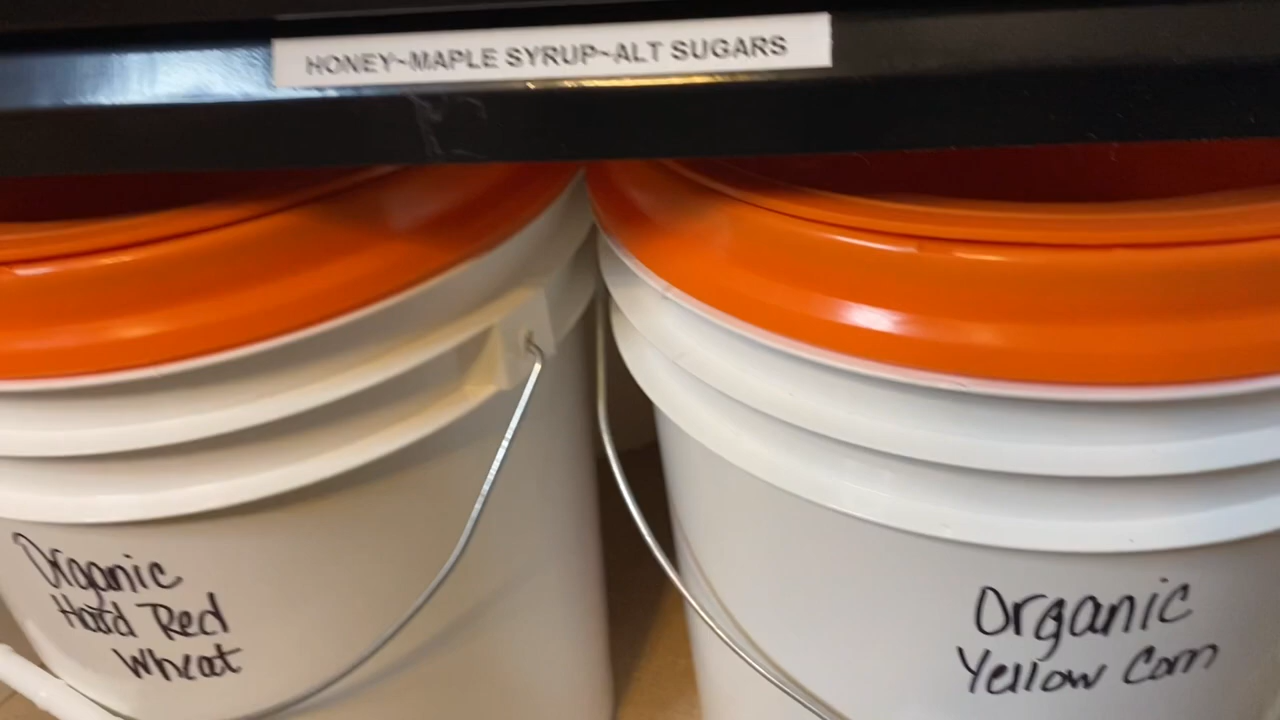 HONEY~MAPLE SYRUP~ALT SUGARS
Organic
Hard Red
Wheat
Organic
Yellow Corn